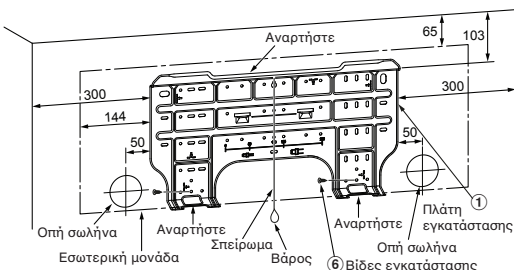 65
103
Αναρτήστε
300
300
144
50
50
①
Πλάτη
εγκατάστασης
Οπή σωλήνα
Αναρτήστε
Σπείρωμα
⑥
Αναρτήστε
Εσωτερική μονάδα
Βάρος
Οπή
σωλήνα
Βίδες εγκατάστασης